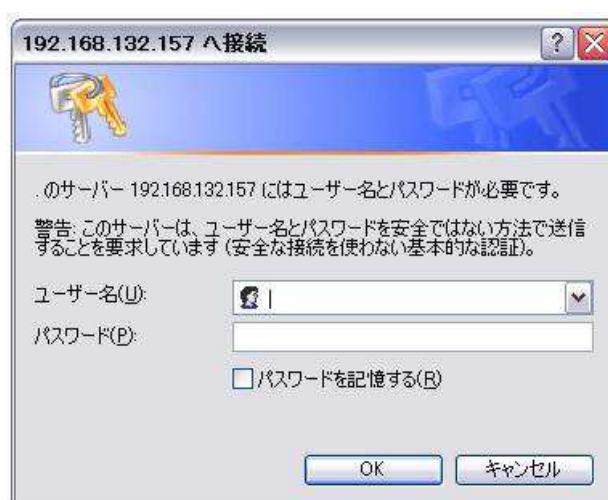 192.168.132.157 へ接続
. のサーバー 192.168.132.157 にはユーザー名とパスワードが必要です。
警告: このサーバーは、ユーザー名とパスワードを安全ではない方法で送信
することを要求しています (安全な接続を使わない基本的な認証)。
ユーザー名(U):
パスワード(P):
パスワードを記憶する(R)
OK キャンセル